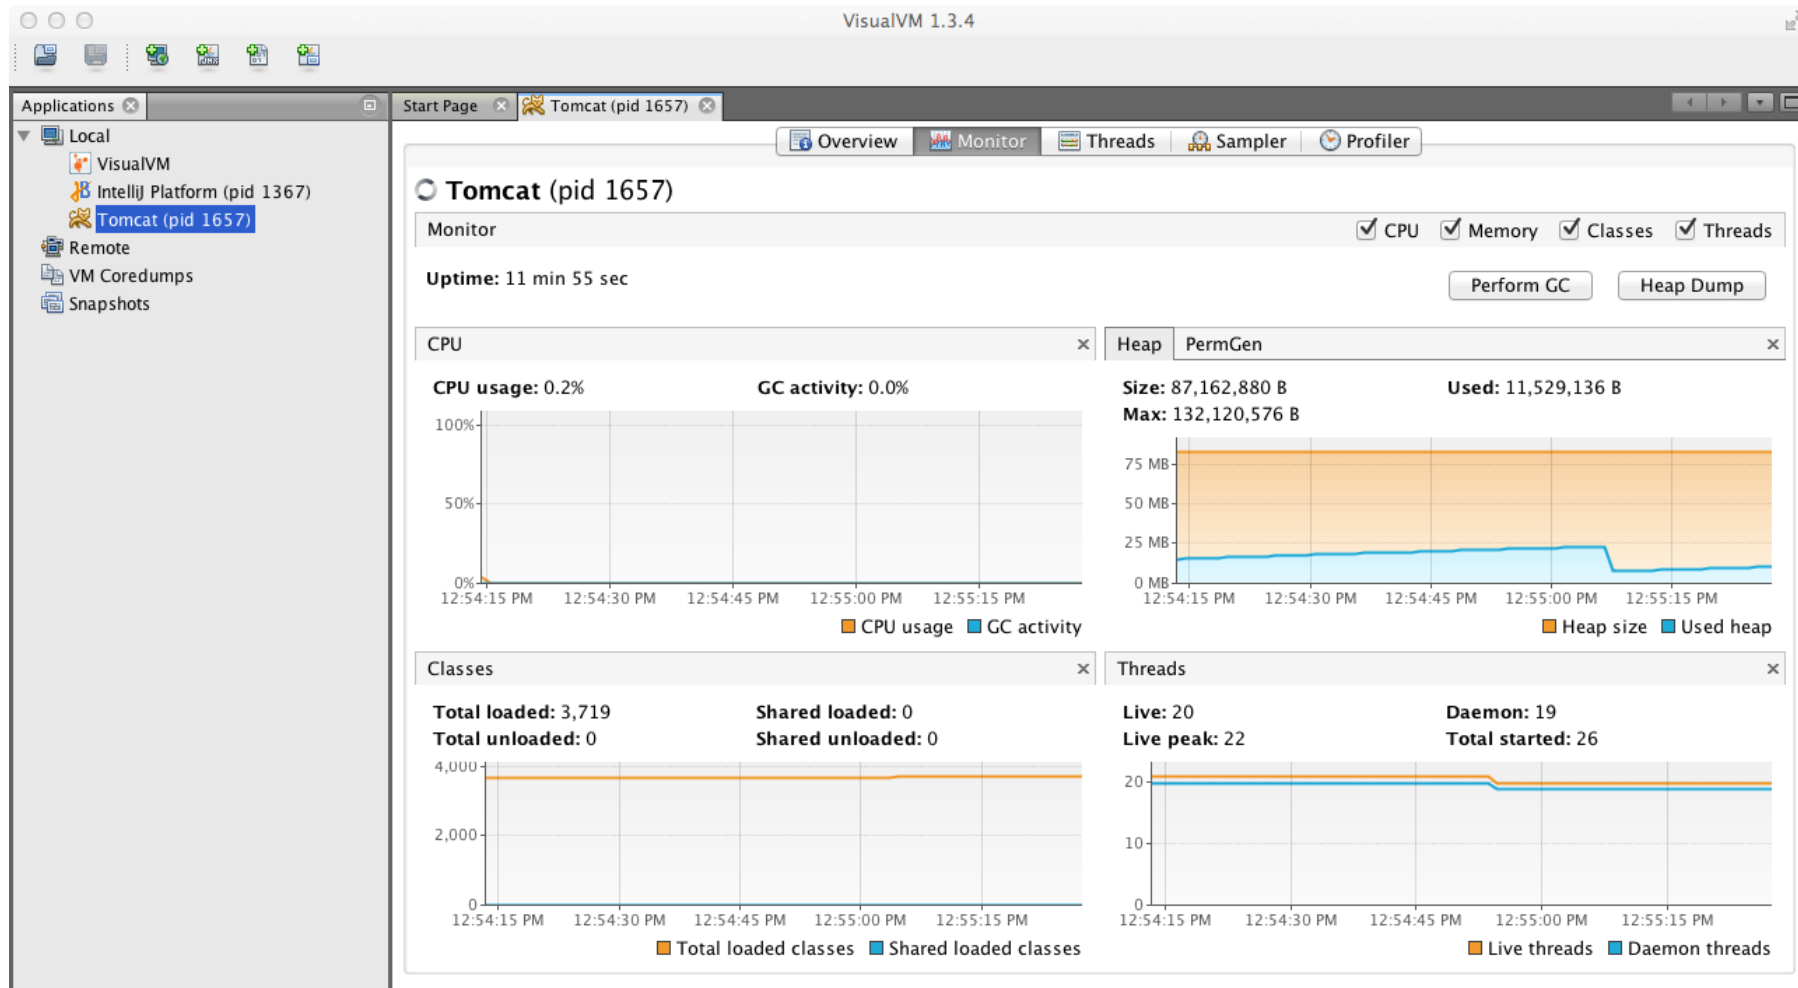 VisualVM 1.3.4
Applications
Start Page
Tomcat (pid 1657)
Local
VisualVM
IntelliJ Platform (pid 1367)
Tomcat (pid 1657)
Remote
VM Coredumps
Snapshots
Overview
Monitor
Threads
Sampler
Profiler
Tomcat (pid 1657)
Monitor
CPU
Memory
Classes
Threads
Uptime: 11 min 55 sec
Perform GC
Heap Dump
CPU
CPU usage: 0.2%
GC activity: 0.0%
100%
50%
0%
12:54:15 PM 12:54:30 PM 12:54:45 PM 12:55:00 PM 12:55:15 PM
CPU usage GC activity
Heap PermGen
Size: 87,162,880 B
Used: 11,529,136 B
Max: 132,120,576 B
75 MB
50 MB
25 MB
0 MB
12:54:15 PM 12:54:30 PM 12:54:45 PM 12:55:00 PM 12:55:15 PM
Heap size Used heap
Classes
Total loaded: 3,719
Shared loaded: 0
Total unloaded: 0
Shared unloaded: 0
4,000
2,000
0
12:54:15 PM 12:54:30 PM 12:54:45 PM 12:55:00 PM 12:55:15 PM
Total loaded classes Shared loaded classes
Threads
Live: 20
Daemon: 19
Live peak: 22
Total started: 26
20
10
0
12:54:15 PM 12:54:30 PM 12:54:45 PM 12:55:00 PM 12:55:15 PM
Live threads Daemon threads